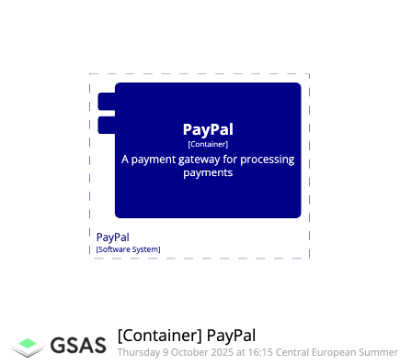 PayPal
[Container]
A payment gateway for processing
payments
PayPal
[Software System]
GSAS
[Container] PayPal
Thursday 9 October 2025 at 16:15 Central European Summer